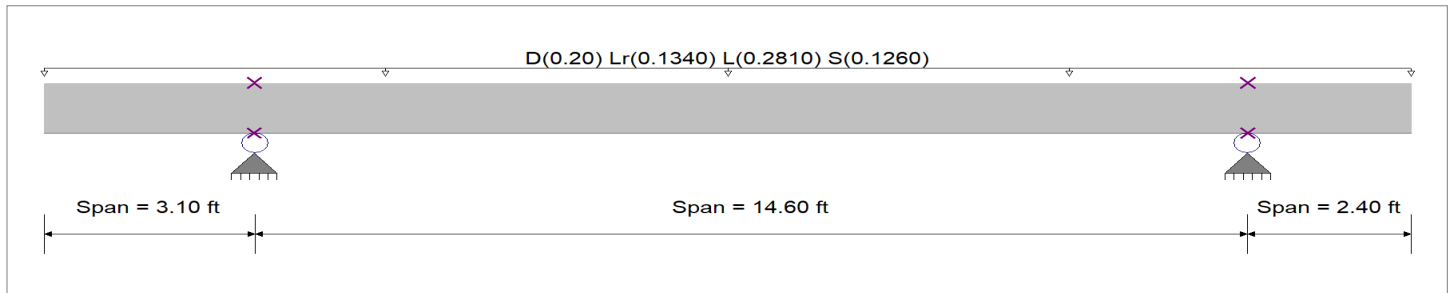 D(0.20) Lr(0.1340) L(0.2810) S(0.1260)
Span = 3.10 ft
Span = 14.60 ft
Span = 2.40 ft